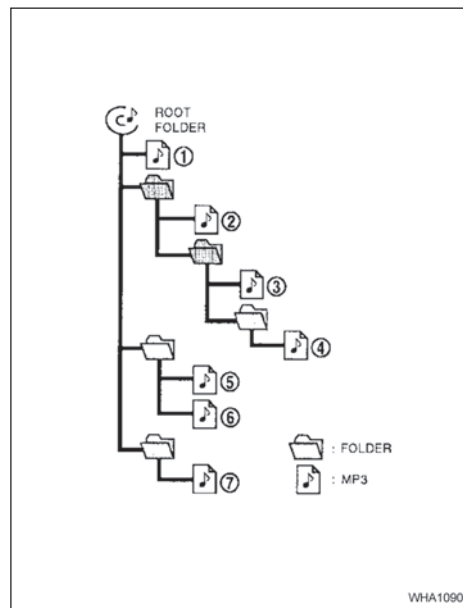 ROOT
FOLDER
①
②
③
④
⑤
⑥
⑦
: FOLDER
: MP3
WHA1090